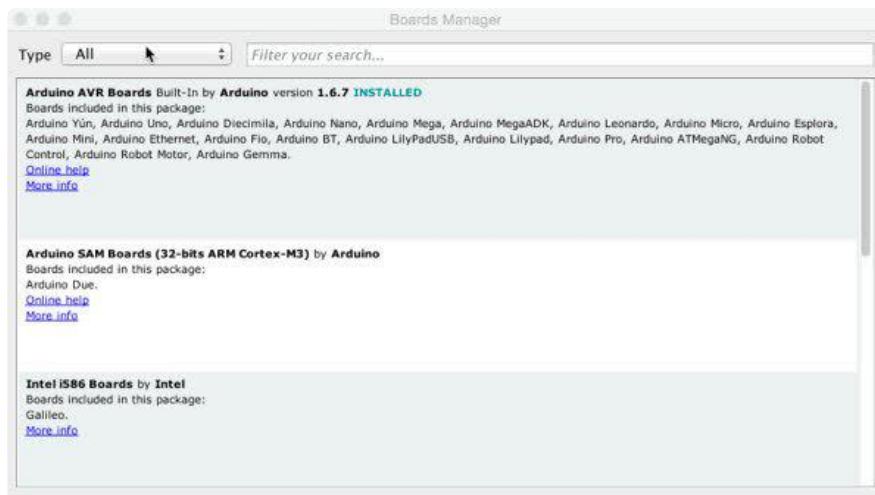 Boards Manager
Type All Filter your search...
Arduino AVR Boards Built-In by Arduino version 1.6.7 INSTALLED
Boards included in this package:
Arduino Yún, Arduino Uno, Arduino Diecimila, Arduino Nano, Arduino Mega, Arduino MegaADK, Arduino Leonardo, Arduino Micro, Arduino Esplora,
Arduino Mini, Arduino Ethernet, Arduino Fio, Arduino BT, Arduino LilyPadUSB, Arduino Lilypad, Arduino Pro, Arduino ATMegaNG, Arduino Robot
Control, Arduino Robot Motor, Arduino Gemma.
Online help
More info
Arduino SAM Boards (32-bits ARM Cortex-M3) by Arduino
Boards included in this package:
Arduino Due.
Online help
More info
Intel i586 Boards by Intel
Boards included in this package:
Galileo.
More info